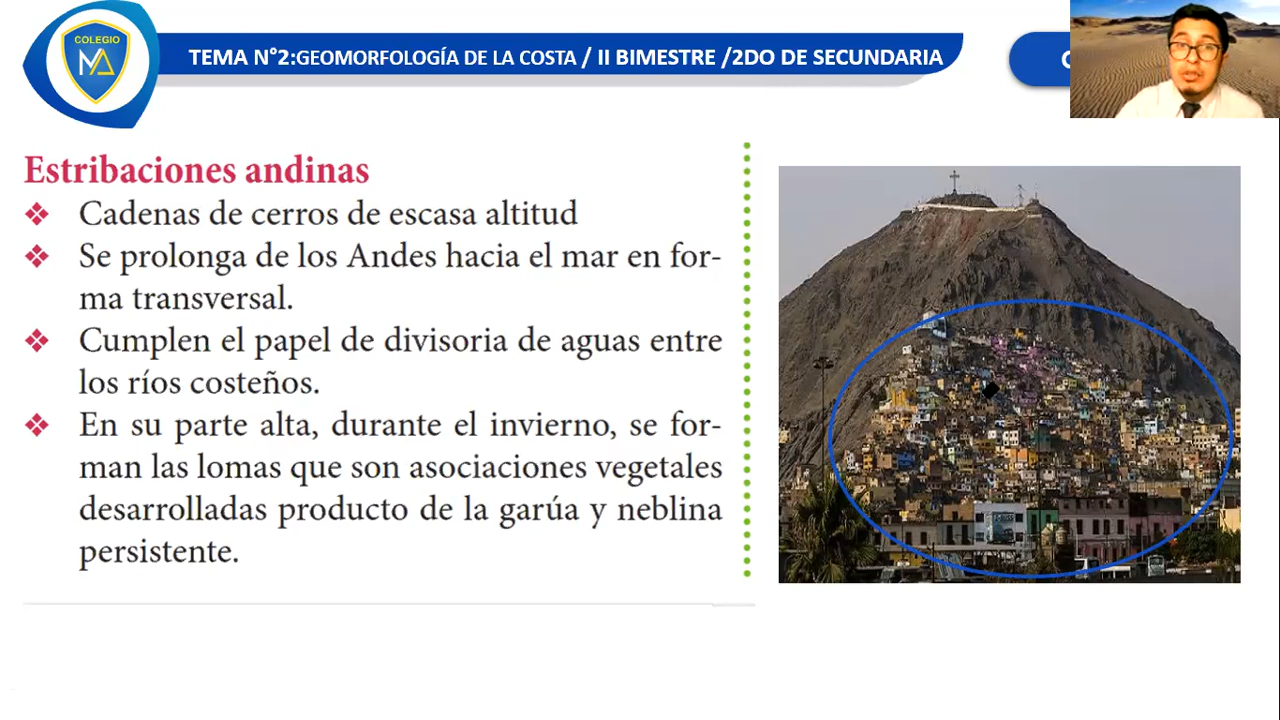 COLEGIO
TEMA N°2:GEOMORFOLOGÍA DE LA COSTA / II BIMESTRE /2DO DE SECUNDARIA
Estribaciones andinas
❖ Cadenas de cerros de escasa altitud
❖ Se prolonga de los Andes hacia el mar en for-
ma transversal.
❖ Cumplen el papel de divisoria de aguas entre
los ríos costeños.
❖ En su parte alta, durante el invierno, se for-
man las lomas que son asociaciones vegetales
desarrolladas producto de la garúa y neblina
persistente.